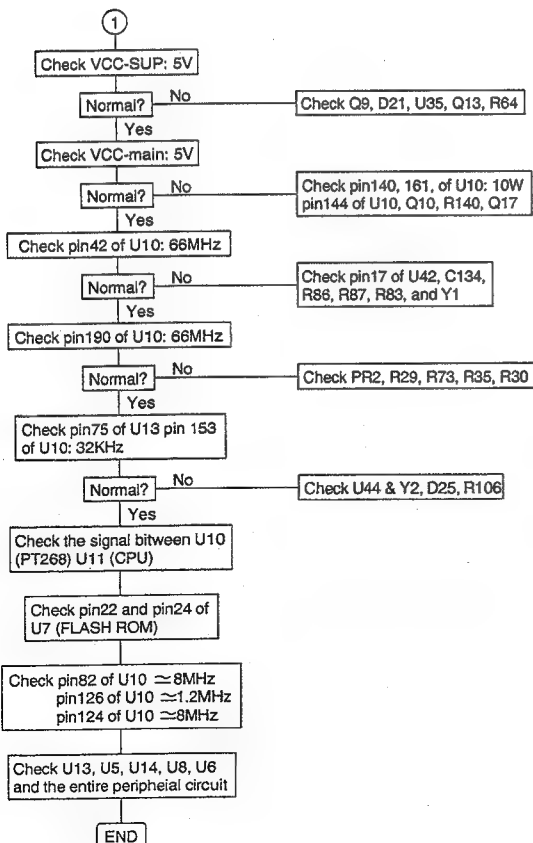 1
Check VCC-SUP: 5V
Normal?
No
Check Q9, D21, U35, Q13, R64
Yes
Check VCC-main: 5V
Normal?
No
Check pin140, 161, of U10: 10W
pin144 of U10, Q10, R140, Q17
Yes
Check pin42 of U10: 66MHz
Normal?
No
Check pin17 of U42, C134,
R86, R87, R83, and Y1
Yes
Check pin190 of U10: 66MHz
Normal?
No
Check PR2, R29, R73, R35, R30
Yes
Check pin75 of U13 pin 153
of U10: 32KHz
Normal?
No
Check U44 & Y2, D25, R106
Yes
Check the signal bitween U10
(PT268) U11 (CPU)
Check pin22 and pin24 of
U7 (FLASH ROM)
Check pin82 of U10 ≃8MHz
pin126 of U10 ≃1.2MHz
pin124 of U10 ≃8MHz
Check U13, U5, U14, U8, U6
and the entire peripheial circuit
END